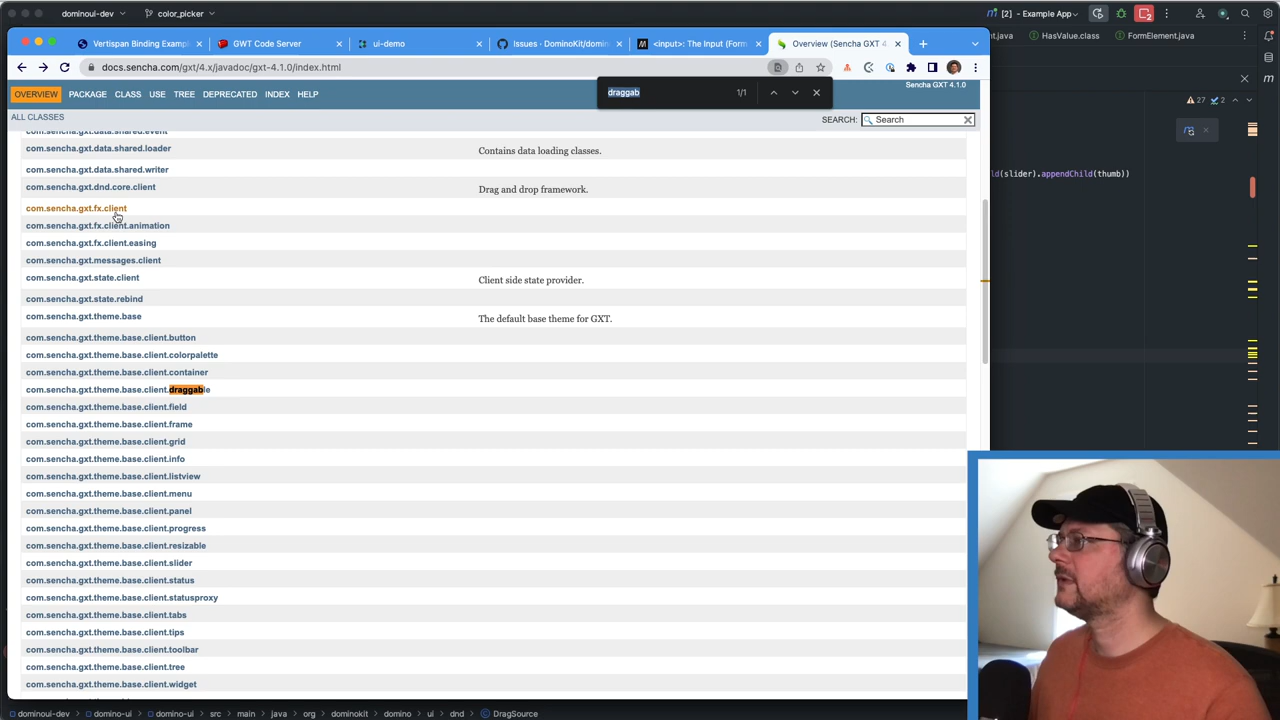 dominoui-dev
color_picker
[2] - Example App
Vertispan Binding Exampl
GWT Code Server
ui-demo
Issues · DominoKit/domin
<input>: The Input (Form
Overview (Sencha GXT 4.1
nt.java
HasValue.class
FormElement.java
docs.sencha.com/gxt/4.x/javadoc/gxt-4.1.0/index.html
OVERVIEW PACKAGE CLASS USE TREE DEPRECATED INDEX HELP
draggab
1/1
Sencha GXT 4.1.0
27
2
ALL CLASSES
SEARCH:
Search
com.sencha.gxt.data.shared.event
com.sencha.gxt.data.shared.loader
Contains data loading classes.
com.sencha.gxt.data.shared.writer
ld(slider).appendChild(thumb))
com.sencha.gxt.dnd.core.client
Drag and drop framework.
com.sencha.gxt.fx.client
com.sencha.gxt.fx.client.animation
com.sencha.gxt.fx.client.easing
com.sencha.gxt.messages.client
com.sencha.gxt.state.client
Client side state provider.
com.sencha.gxt.state.rebind
com.sencha.gxt.theme.base
The default base theme for GXT.
com.sencha.gxt.theme.base.client.button
com.sencha.gxt.theme.base.client.colorpalette
com.sencha.gxt.theme.base.client.container
com.sencha.gxt.theme.base.client.draggable
com.sencha.gxt.theme.base.client.field
com.sencha.gxt.theme.base.client.frame
com.sencha.gxt.theme.base.client.grid
com.sencha.gxt.theme.base.client.info
com.sencha.gxt.theme.base.client.listview
com.sencha.gxt.theme.base.client.menu
com.sencha.gxt.theme.base.client.panel
com.sencha.gxt.theme.base.client.progress
com.sencha.gxt.theme.base.client.resizable
com.sencha.gxt.theme.base.client.slider
com.sencha.gxt.theme.base.client.status
com.sencha.gxt.theme.base.client.statusproxy
com.sencha.gxt.theme.base.client.tabs
com.sencha.gxt.theme.base.client.tips
com.sencha.gxt.theme.base.client.toolbar
com.sencha.gxt.theme.base.client.tree
com.sencha.gxt.theme.base.client.widget
dominoui-dev
domino-ui
domino-ui
src
main
java
org
dominokit
domino
ui
dnd
DragSource